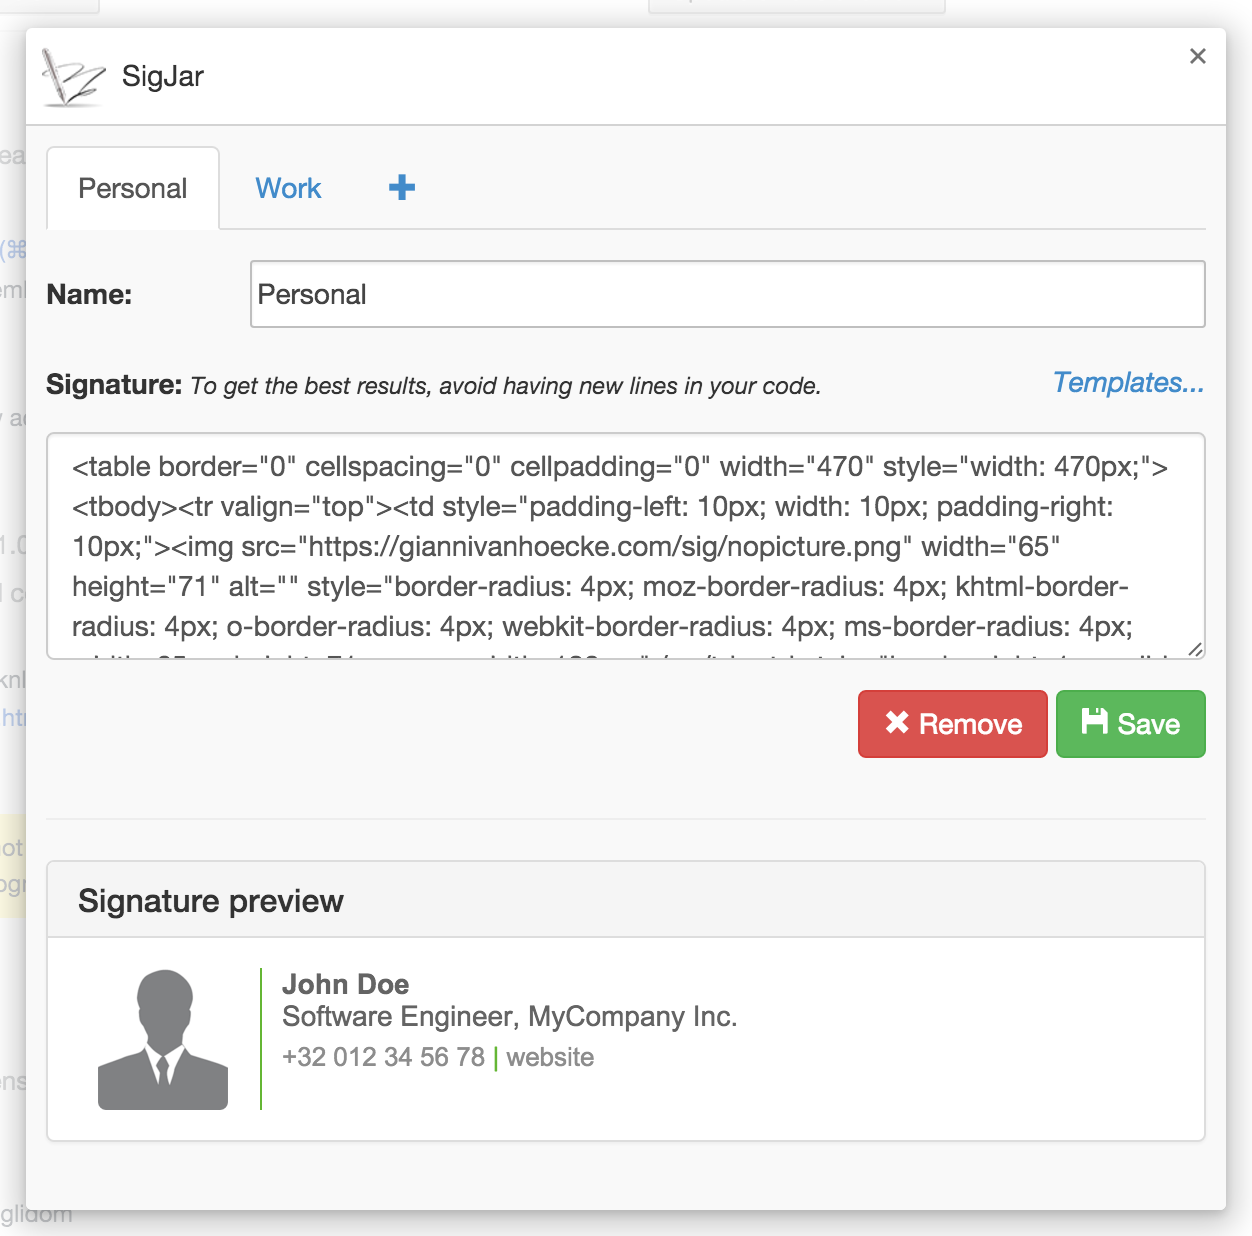 SigJar
×
Personal
Work
Name:
Personal
Signature: To get the best results, avoid having new lines in your code.
Templates...
<table border="0" cellspacing="0" cellpadding="0" width="470" style="width: 470px;">
<tbody><tr valign="top"><td style="padding-left: 10px; width: 10px; padding-right:
10px;"><img src="https://giannivanhoecke.com/sig/nopicture.png" width="65"
height="71" alt="" style="border-radius: 4px; moz-border-radius: 4px; khtml-border-
radius: 4px; o-border-radius: 4px; webkit-border-radius: 4px; ms-border-radius: 4px;
Remove
Save
Signature preview
John Doe
Software Engineer, MyCompany Inc.
+32 012 34 56 78 | website